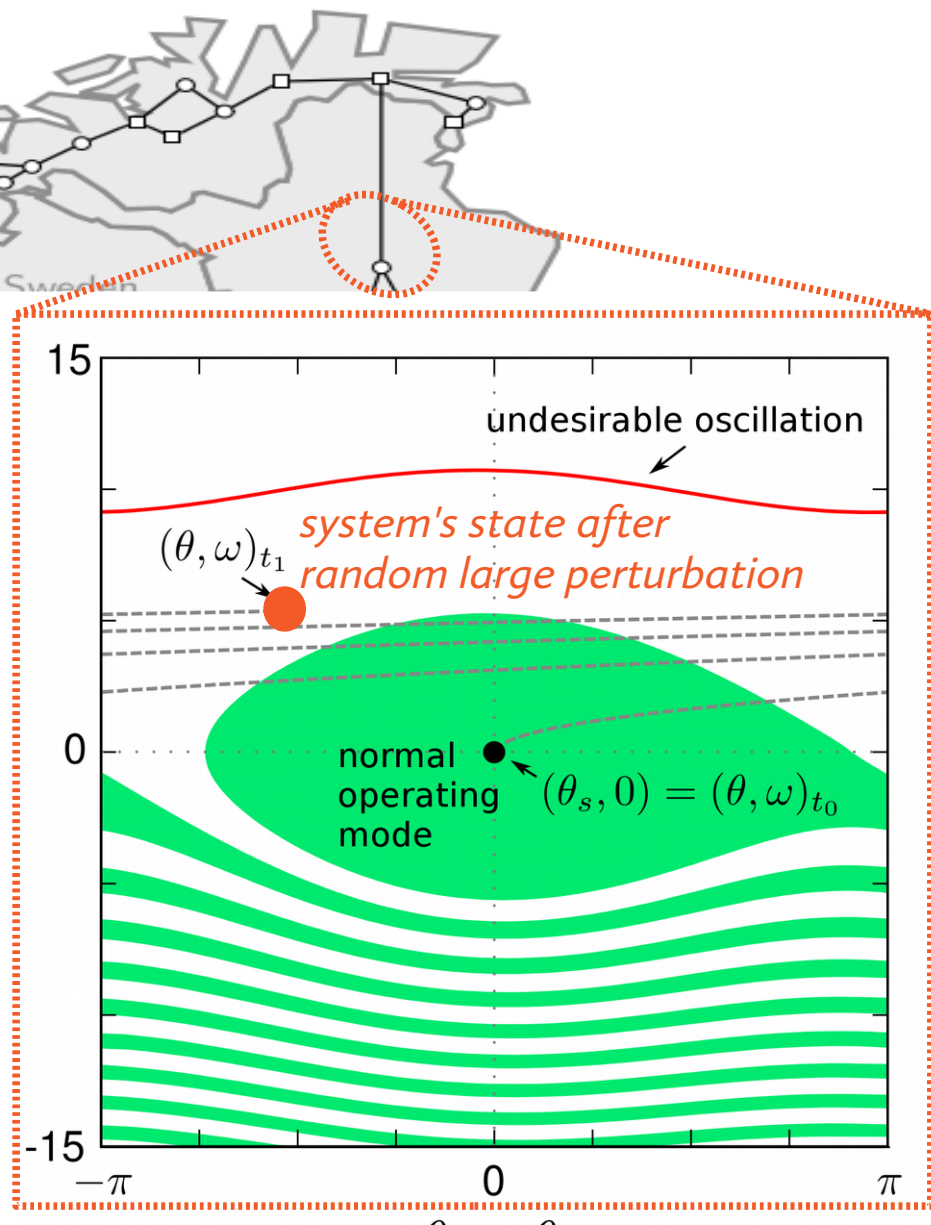 Sweden
15
undesirable oscillation
system's state after
random large perturbation
(θ, ω)t₁
0
normal
operating
mode
(θₛ, 0) = (θ, ω)t₀
-15
−π
0
π